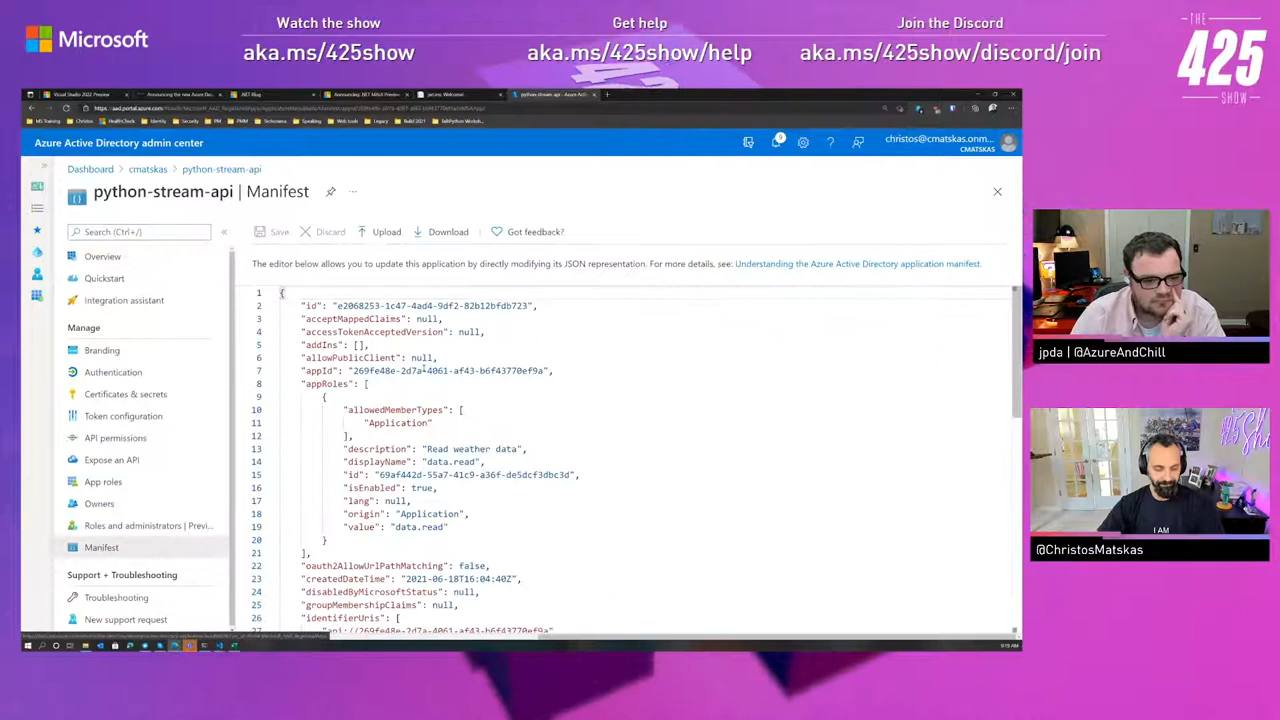 Microsoft
Watch the show
aka.ms/425show
Get help
aka.ms/425show/help
Join the Discord
aka.ms/425show/discord/join
THE
425
SHOW
Azure Active Directory admin center
christos@cmatskas.onm...
CMATSKAS
Dashboard > cmatskas > python-stream-api
python-stream-api | Manifest
Search (Ctrl+/)
Save
Discard
Upload
Download
Got feedback?
Overview
Quickstart
Integration assistant
Manage
Branding
Authentication
Certificates & secrets
Token configuration
API permissions
Expose an API
App roles
Owners
Roles and administrators | Previ...
Manifest
Support + Troubleshooting
Troubleshooting
New support request
The editor below allows you to update this application by directly modifying its JSON representation. For more details, see: Understanding the Azure Active Directory application manifest.
1 {
2 "id": "e2068253-1c47-4ad4-9df2-82b12bfdb723",
3 "acceptMappedClaims": null,
4 "accessTokenAcceptedVersion": null,
5 "addIns": [],
6 "allowPublicClient": null,
7 "appId": "269fe48e-2d7a-4061-af43-b6f43770ef9a",
8 "appRoles": [
9 {
10 "allowedMemberTypes": [
11 "Application"
12 ],
13 "description": "Read weather data",
14 "displayName": "data.read",
15 "id": "69af442d-55a7-41c9-a36f-de5dcf3dbc3d",
16 "isEnabled": true,
17 "lang": null,
18 "origin": "Application",
19 "value": "data.read"
20 }
21 ],
22 "oauth2AllowUrlPathMatching": false,
23 "createdDateTime": "2021-06-18T16:04:40Z",
24 "disabledByMicrosoftStatus": null,
25 "groupMembershipClaims": null,
26 "identifierUris": [
27 "api://269fe48e-2d7a-4061-af43-b6f43770ef9a"
jpda | @AzureAndChill
I AM
@ChristosMatskas